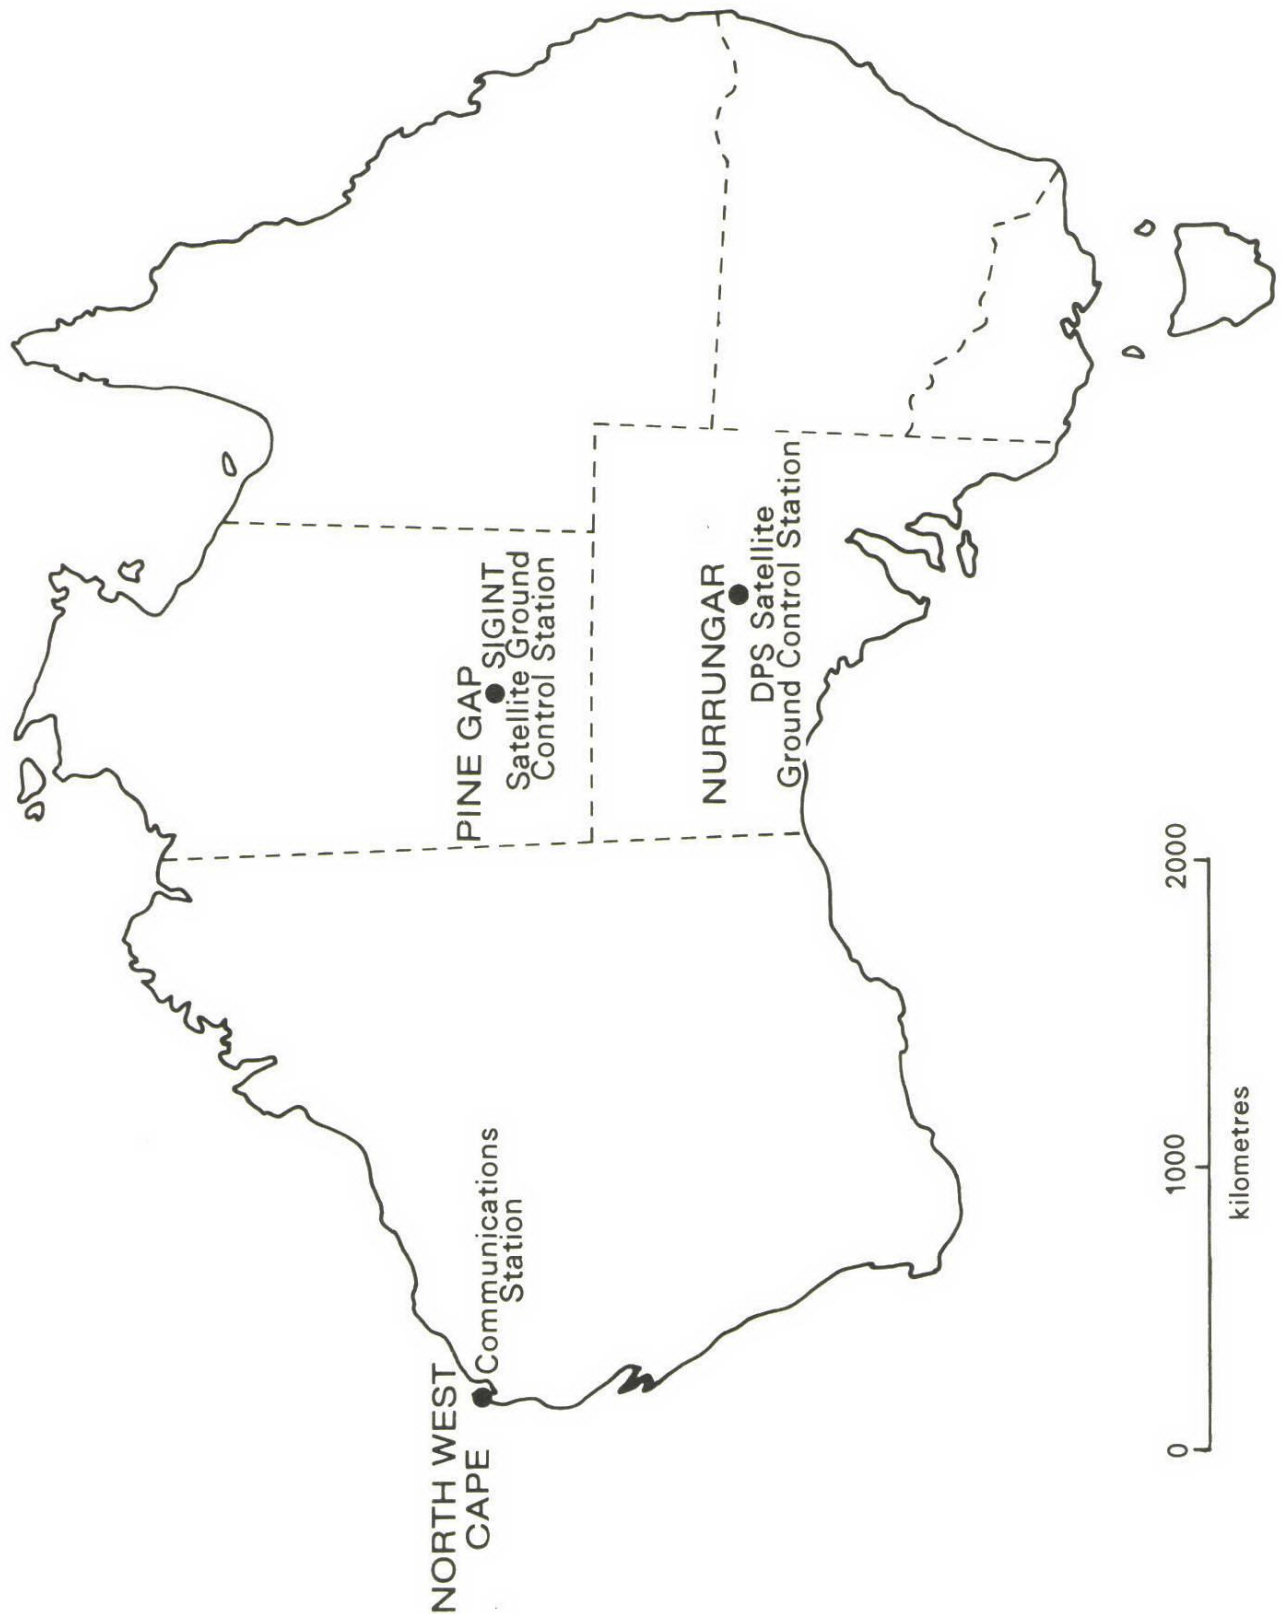 NORTH WEST
CAPE
Communications
Station
PINE GAP
SIGINT
Satellite Ground
Control Station
NURRUNGAR
DPS Satellite
Ground Control Station
0 1000 2000
kilometres